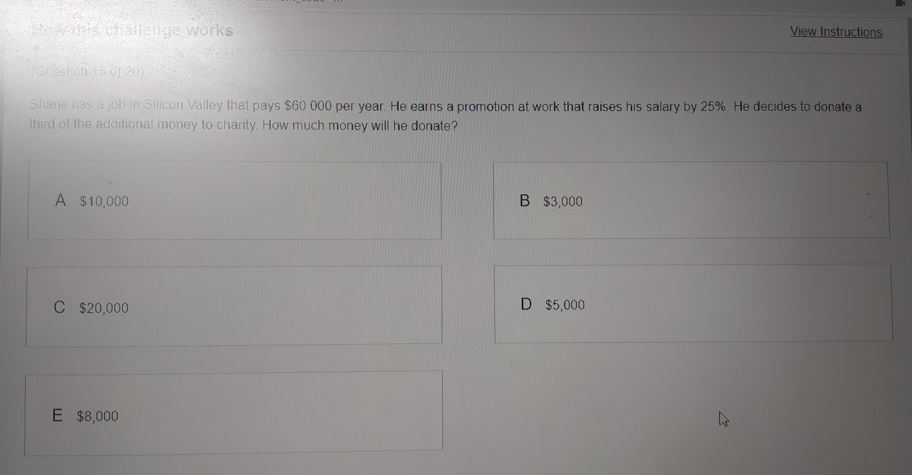 How this challenge works
View Instructions
(Question 15 of 20)
Shane has a job in Silicon Valley that pays $60 000 per year. He earns a promotion at work that raises his salary by 25%. He decides to donate a
third of the additional money to charity. How much money will he donate?
A $10,000
B $3,000
C $20,000
D $5,000
E $8,000